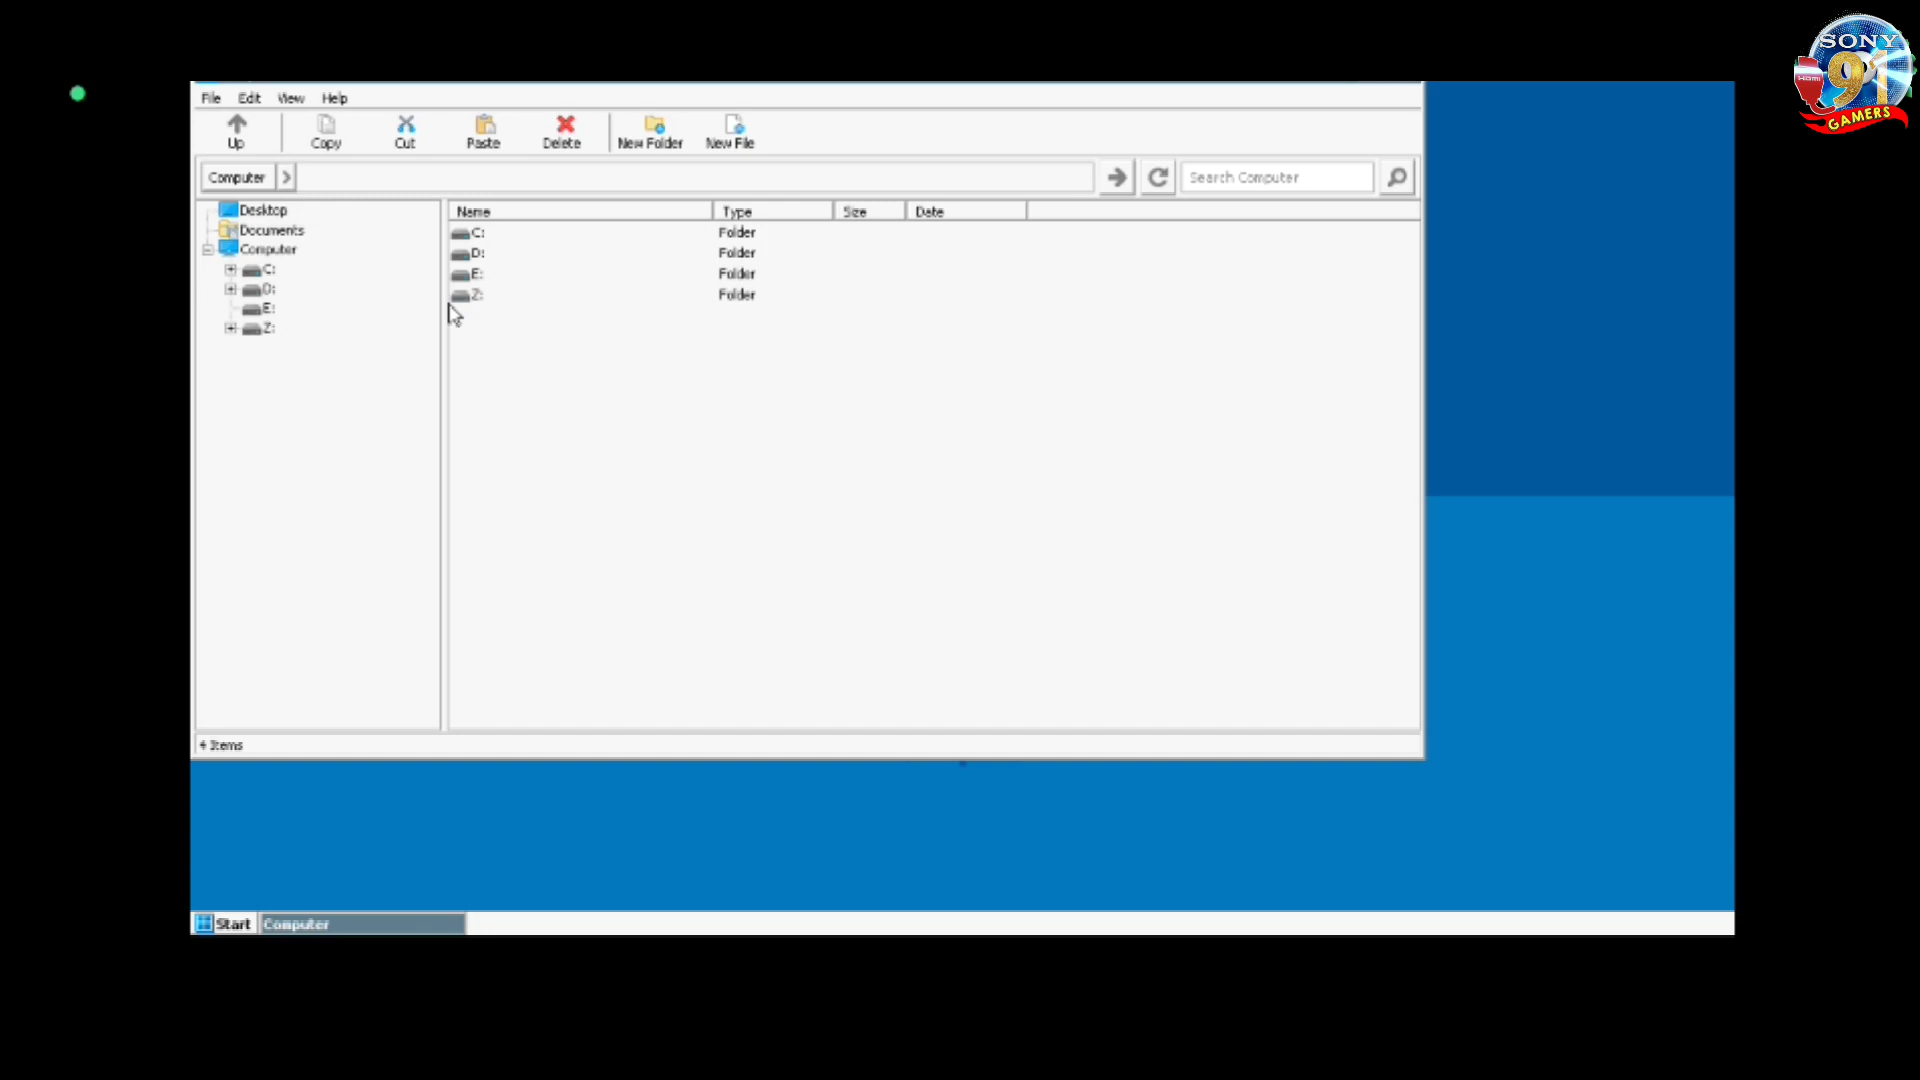 SONY
Hami
91
GAMERS
File Edit View Help
Up Copy Cut Paste Delete New Folder New File
Computer > Search Computer
Desktop
Documents
Computer
C:
D:
E:
Z:
Name Type Size Date
C: Folder
D: Folder
E: Folder
Z: Folder
4 Items
Start Computer